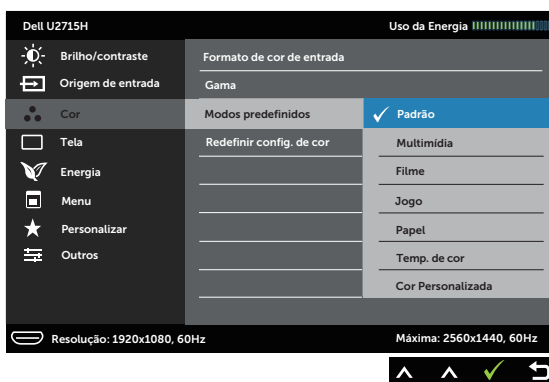 Dell U2715H
Uso da Energia
Brilho/contraste
Origem de entrada
Cor
Tela
Energia
Menu
Personalizar
Outros
Formato de cor de entrada
Gama
Modos predefinidos
Redefinir config. de cor
Padrão
Multimídia
Filme
Jogo
Papel
Temp. de cor
Cor Personalizada
Resolução: 1920x1080, 60Hz
Máxima: 2560x1440, 60Hz